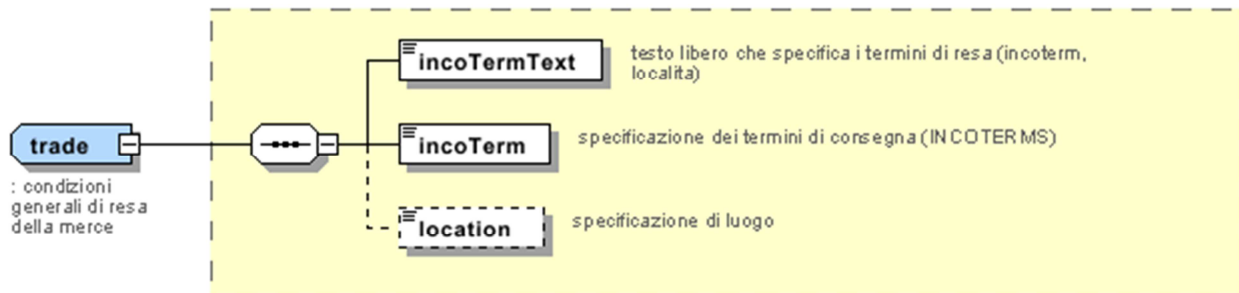 incoTermText
testo libero che specifica i termini di resa (incoterm,
localita)
trade
incoTerm
specificazione dei termini di consegna (INCOTERMS)
: condizioni
generali di resa
della merce
location
specificazione di luogo